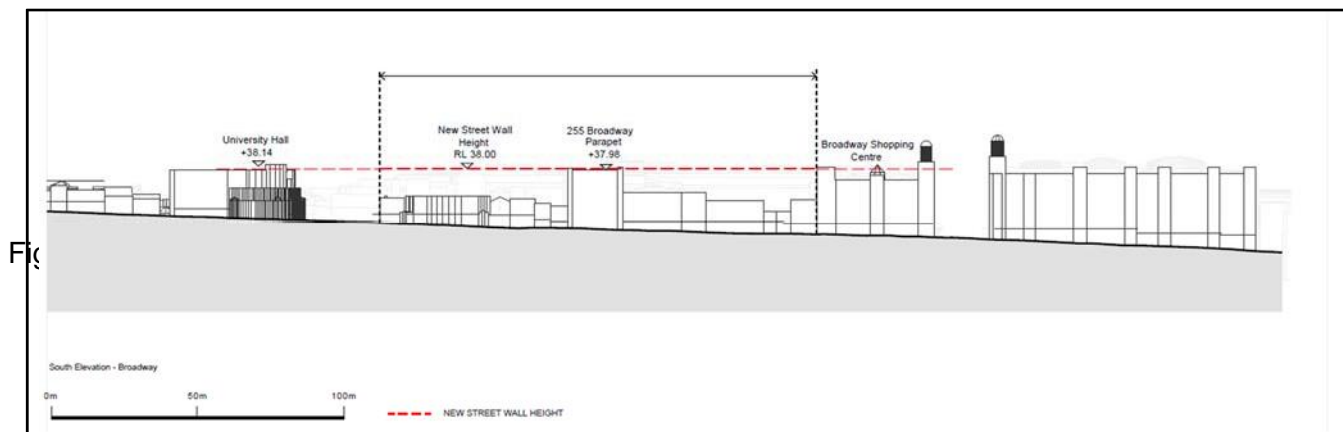 University Hall
+38.14
New Street Wall
Height
RL 38.00
255 Broadway
Parapet
+37.98
Broadway Shopping
Centre
Fig
South Elevation - Broadway
0m 50m 100m
NEW STREET WALL HEIGHT